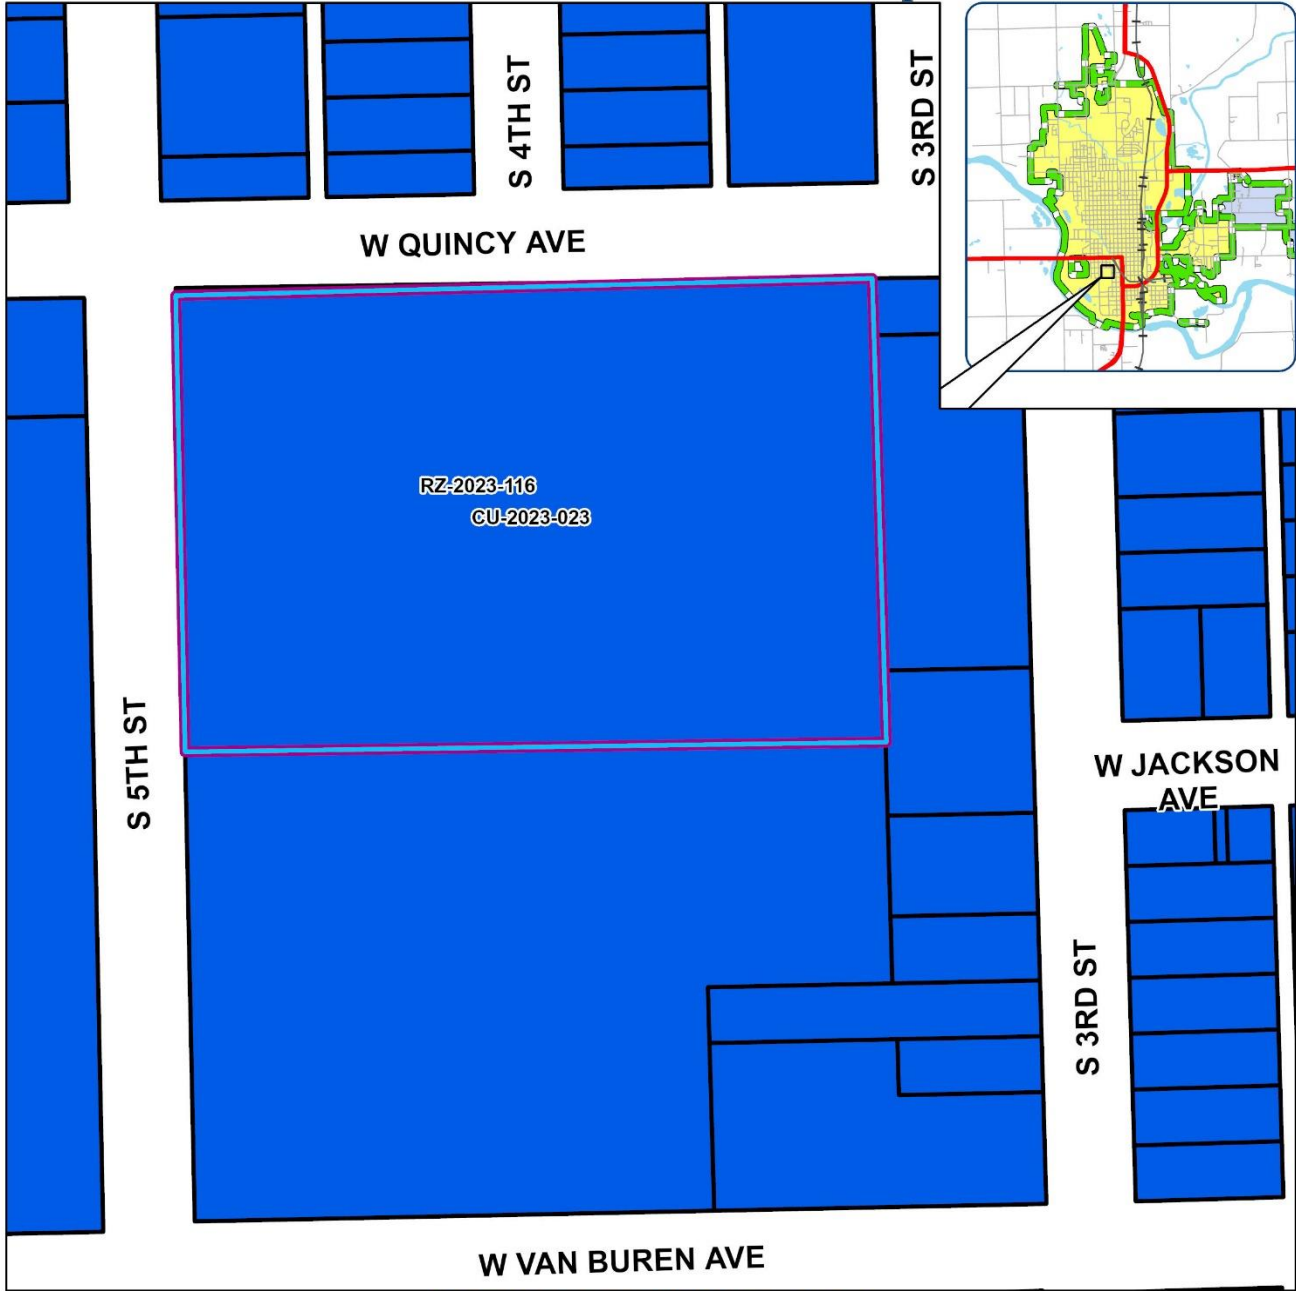 S 4TH ST
S 3RD ST
W QUINCY AVE
RZ-2023-116
CU-2023-023
S 5TH ST
W JACKSON
AVE
S 3RD ST
W VAN BUREN AVE